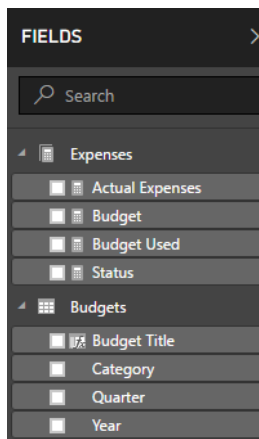 FIELDS
Search
Expenses
Actual Expenses
Budget
Budget Used
Status
Budgets
Budget Title
Category
Quarter
Year